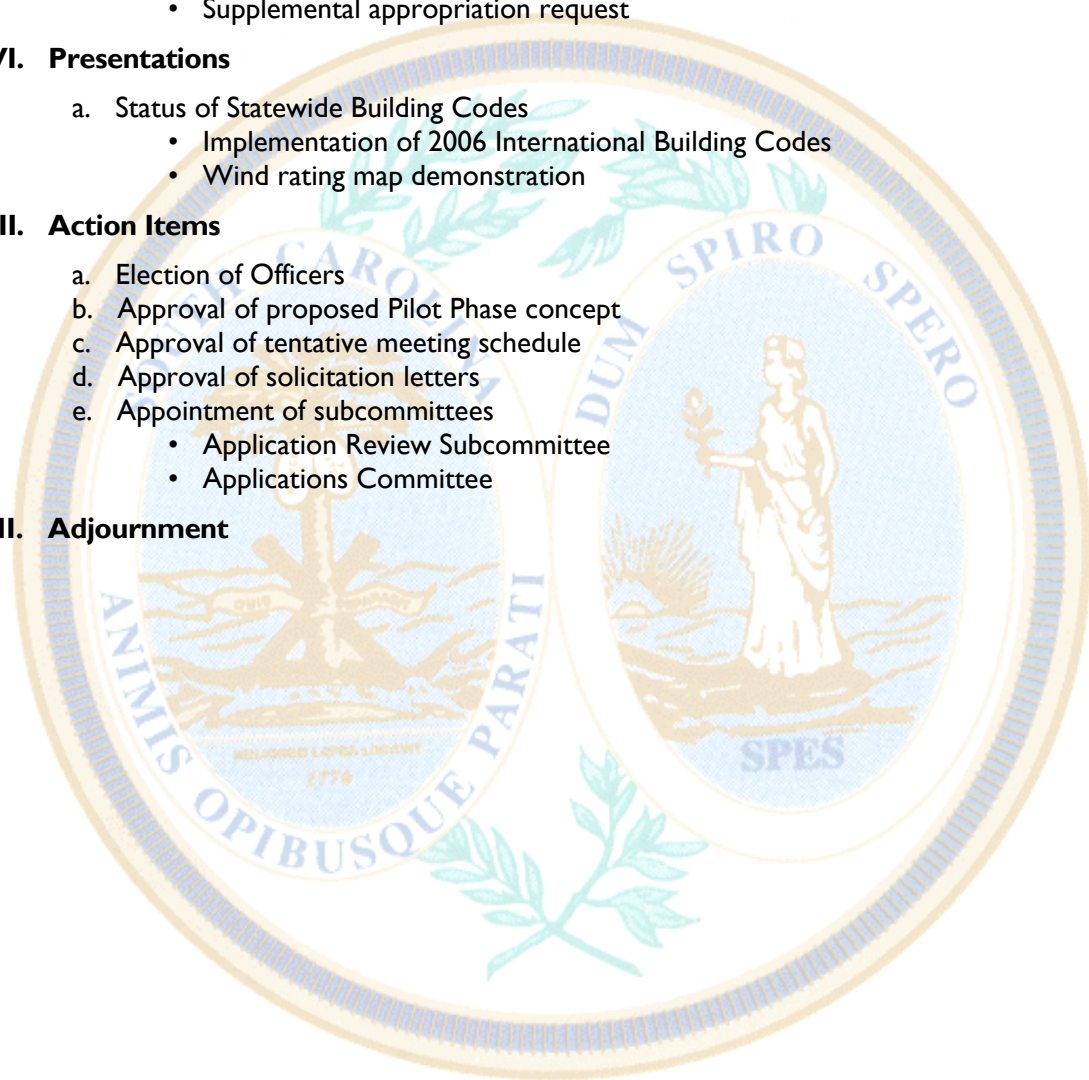 • Supplemental appropriation request
VI. Presentations
a. Status of Statewide Building Codes
• Implementation of 2006 International Building Codes
• Wind rating map demonstration
II. Action Items
a. Election of Officers
b. Approval of proposed Pilot Phase concept
c. Approval of tentative meeting schedule
d. Approval of solicitation letters
e. Appointment of subcommittees
• Application Review Subcommittee
• Applications Committee
II. Adjournment
SOUTH CAROLINA
ANIMIS OPIBUSQUE PARATI
DUM SPIRO SPERO
SPES